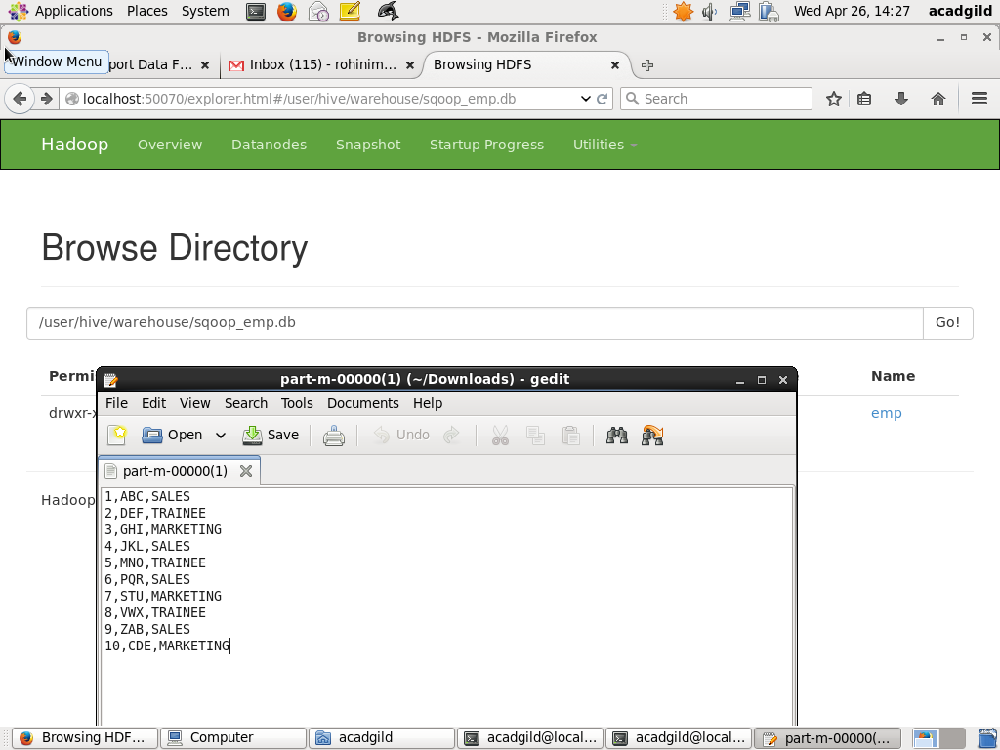 Applications Places System Wed Apr 26, 14:27 acadgild
Browsing HDFS - Mozilla Firefox
Window Menu port Data F... Inbox (115) - rohinim... Browsing HDFS
localhost:50070/explorer.html#/user/hive/warehouse/sqoop_emp.db Search
Hadoop Overview Datanodes Snapshot Startup Progress Utilities
Browse Directory
/user/hive/warehouse/sqoop_emp.db Go!
Permi Name
drwxr-x emp
Hadoop
part-m-00000(1) (~/Downloads) - gedit
File Edit View Search Tools Documents Help
Open Save Undo
part-m-00000(1)
1,ABC,SALES
2,DEF,TRAINEE
3,GHI,MARKETING
4,JKL,SALES
5,MNO,TRAINEE
6,PQR,SALES
7,STU,MARKETING
8,VWX,TRAINEE
9,ZAB,SALES
10,CDE,MARKETING
Browsing HDF... Computer acadgild acadgild@local... acadgild@local... part-m-00000(...